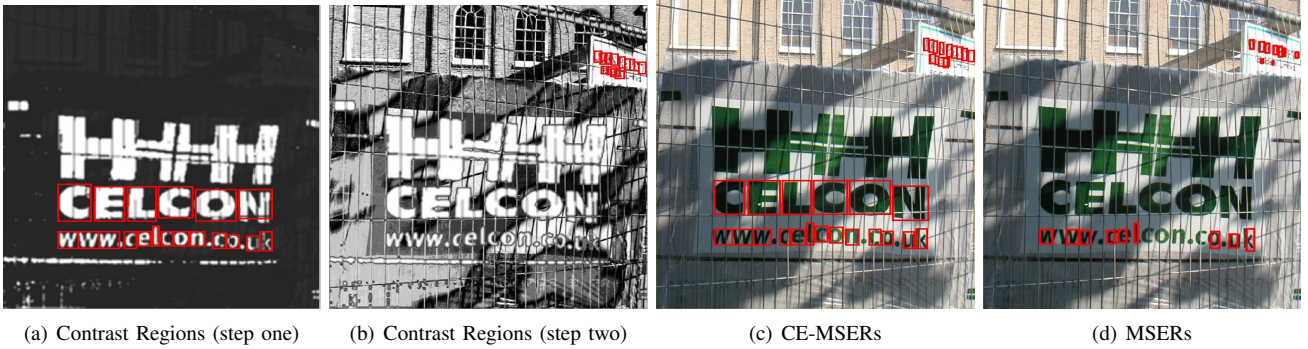 CELCON
www.celcon.co.uk
CELCON
www.celcon.co.uk
CELCON
www.celcon.co.uk
CELCON
www.celcon.co.uk
(a) Contrast Regions (step one)
(b) Contrast Regions (step two)
(c) CE-MSERs
(d) MSERs